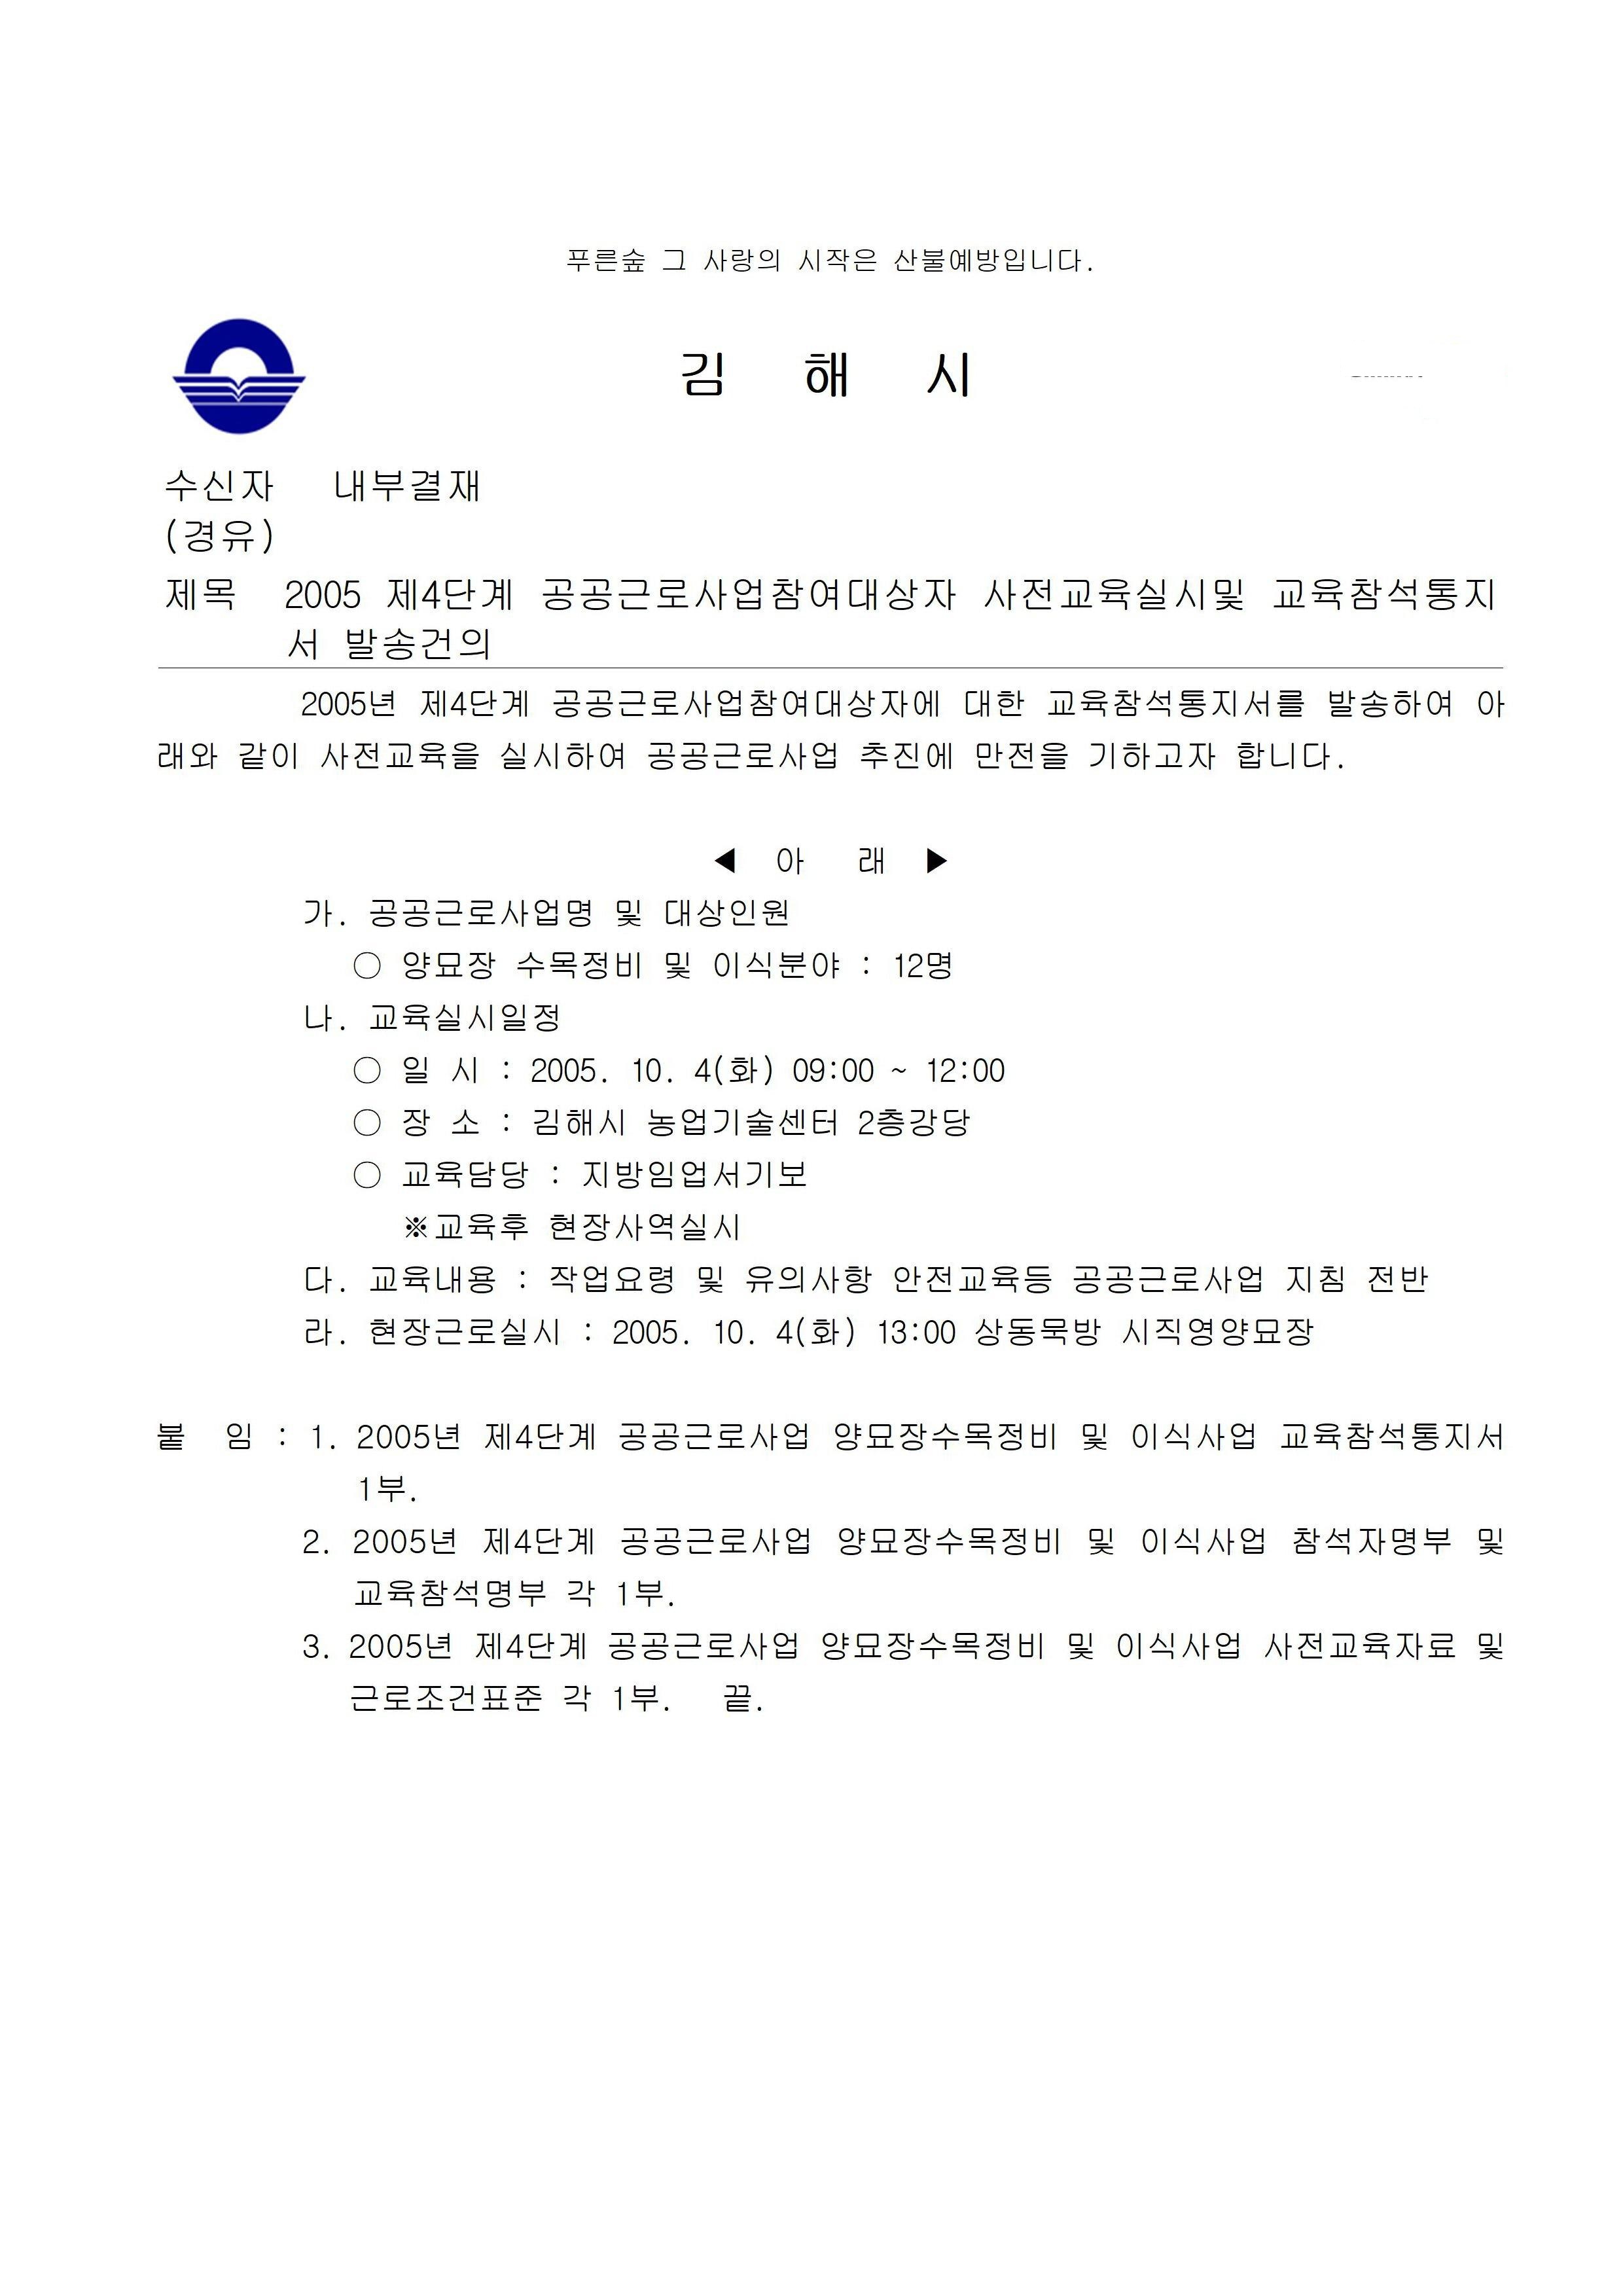 푸른숲 그 사랑의 시작은 산불예방입니다.
김 해 시
수신자 내부결재
(경유)
제목 2005 제4단계 공공근로사업참여대상자 사전교육실시및 교육참석통지
서 발송건의
2005년 제4단계 공공근로사업참여대상자에 대한 교육참석통지서를 발송하여 아
래와 같이 사전교육을 실시하여 공공근로사업 추진에 만전을 기하고자 합니다.
◀ 아 래 ▶
가. 공공근로사업명 및 대상인원
○ 양묘장 수목정비 및 이식분야 : 12명
나. 교육실시일정
○ 일 시 : 2005. 10. 4(화) 09:00 ~ 12:00
○ 장 소 : 김해시 농업기술센터 2층강당
○ 교육담당 : 지방임업서기보
※교육후 현장사역실시
다. 교육내용 : 작업요령 및 유의사항 안전교육등 공공근로사업 지침 전반
라. 현장근로실시 : 2005. 10. 4(화) 13:00 상동묵방 시직영양묘장
붙 임 : 1. 2005년 제4단계 공공근로사업 양묘장수목정비 및 이식사업 교육참석통지서
1부.
2. 2005년 제4단계 공공근로사업 양묘장수목정비 및 이식사업 참석자명부 및
교육참석명부 각 1부.
3. 2005년 제4단계 공공근로사업 양묘장수목정비 및 이식사업 사전교육자료 및
근로조건표준 각 1부. 끝.